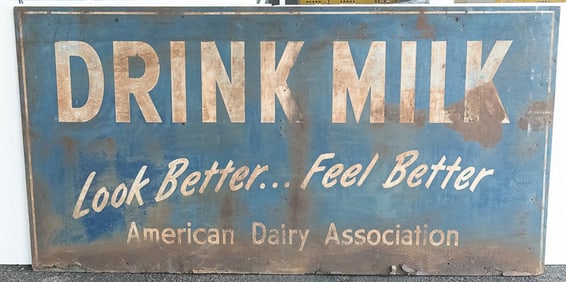 DRINK MILK
Look Better... Feel Better
American Dairy Association